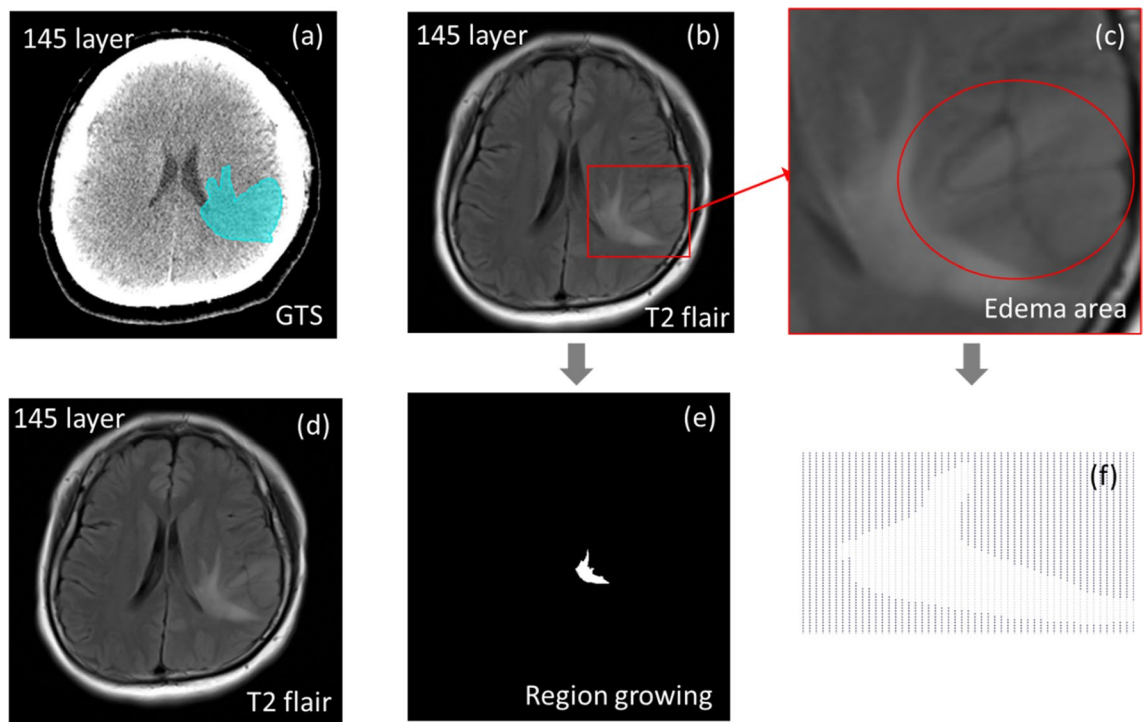 145 layer
(a)
GTS
145 layer
(b)
T2 flair
(c)
Edema area
145 layer
(d)
T2 flair
(e)
Region growing
(f)